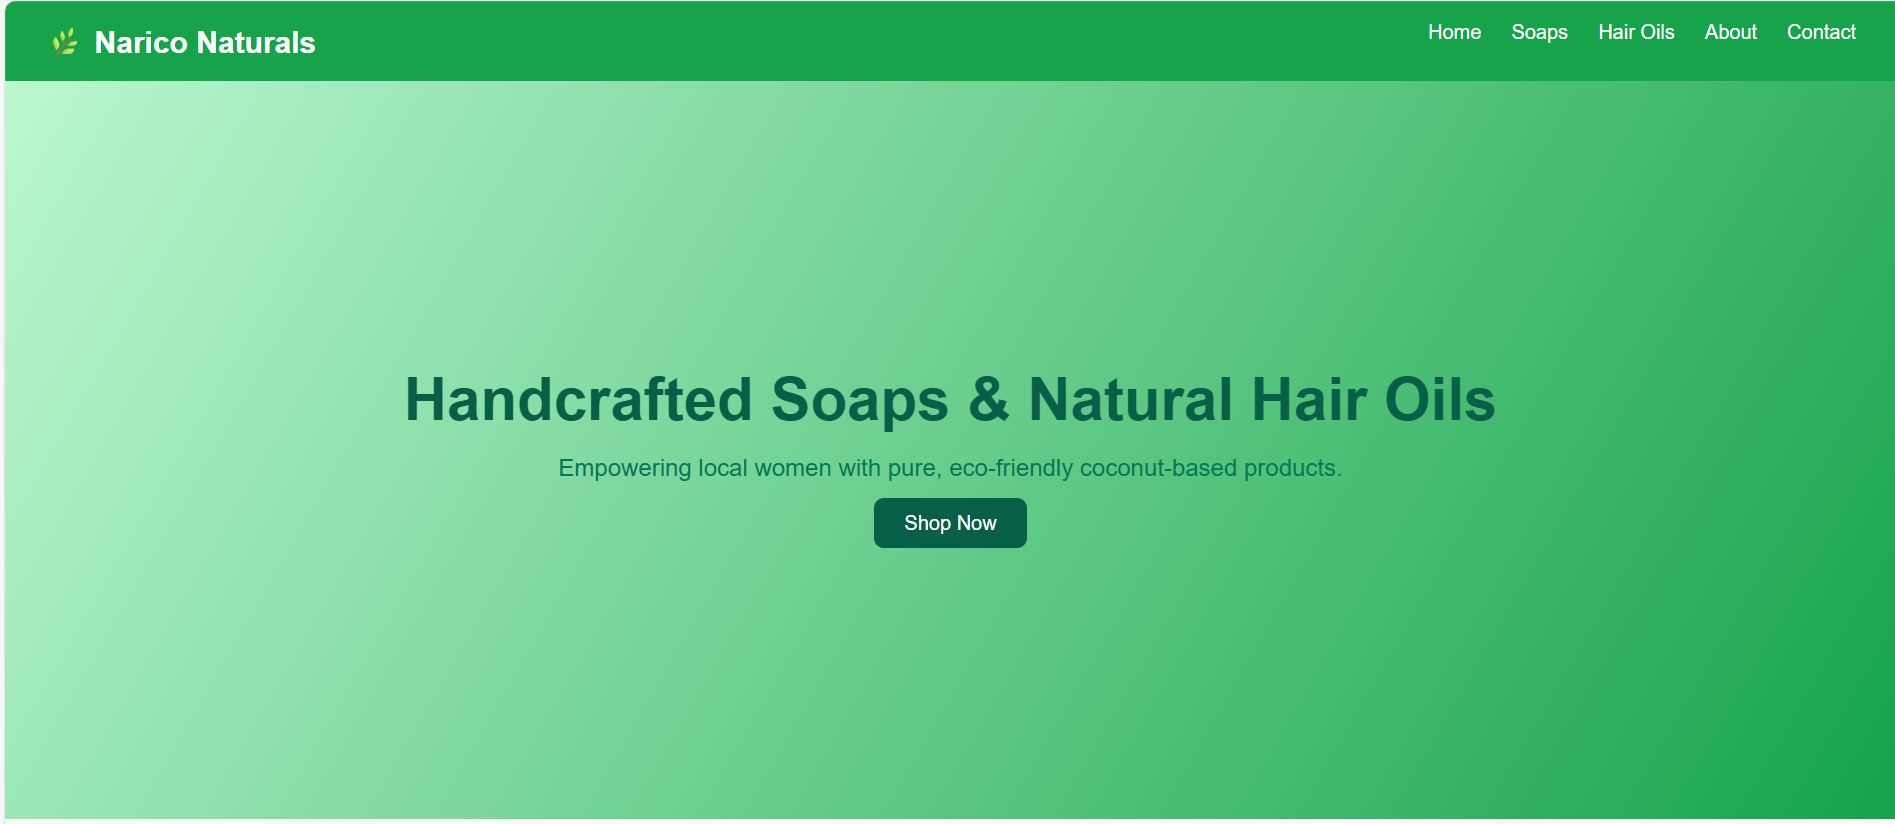 🌿 Narico Naturals
Home Soaps Hair Oils About Contact
Handcrafted Soaps & Natural Hair Oils
Empowering local women with pure, eco-friendly coconut-based products.
Shop Now